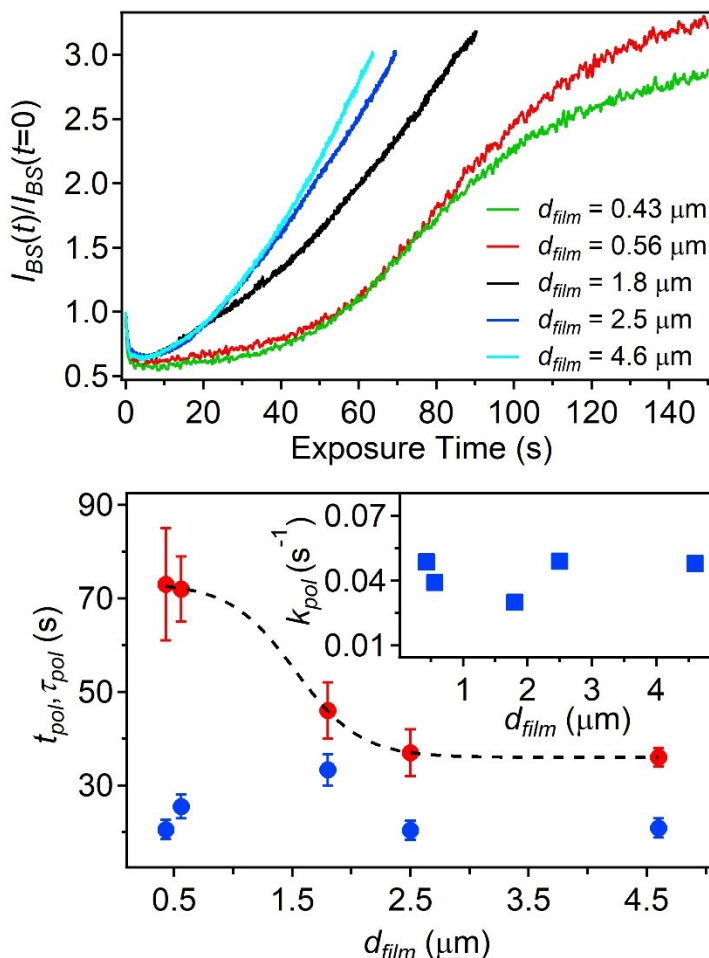 I_BS(t)/I_BS(t=0)
3.0
2.5
2.0
1.5
1.0
0.5
d_film = 0.43 μm
d_film = 0.56 μm
d_film = 1.8 μm
d_film = 2.5 μm
d_film = 4.6 μm
0 20 40 60 80 100 120 140
Exposure Time (s)
t_pol, τ_pol (s)
90
70
50
30
k_pol (s⁻¹)
0.07
0.04
0.01
1 2 3 4
d_film (μm)
0.5 1.5 2.5 3.5 4.5
d_film (μm)